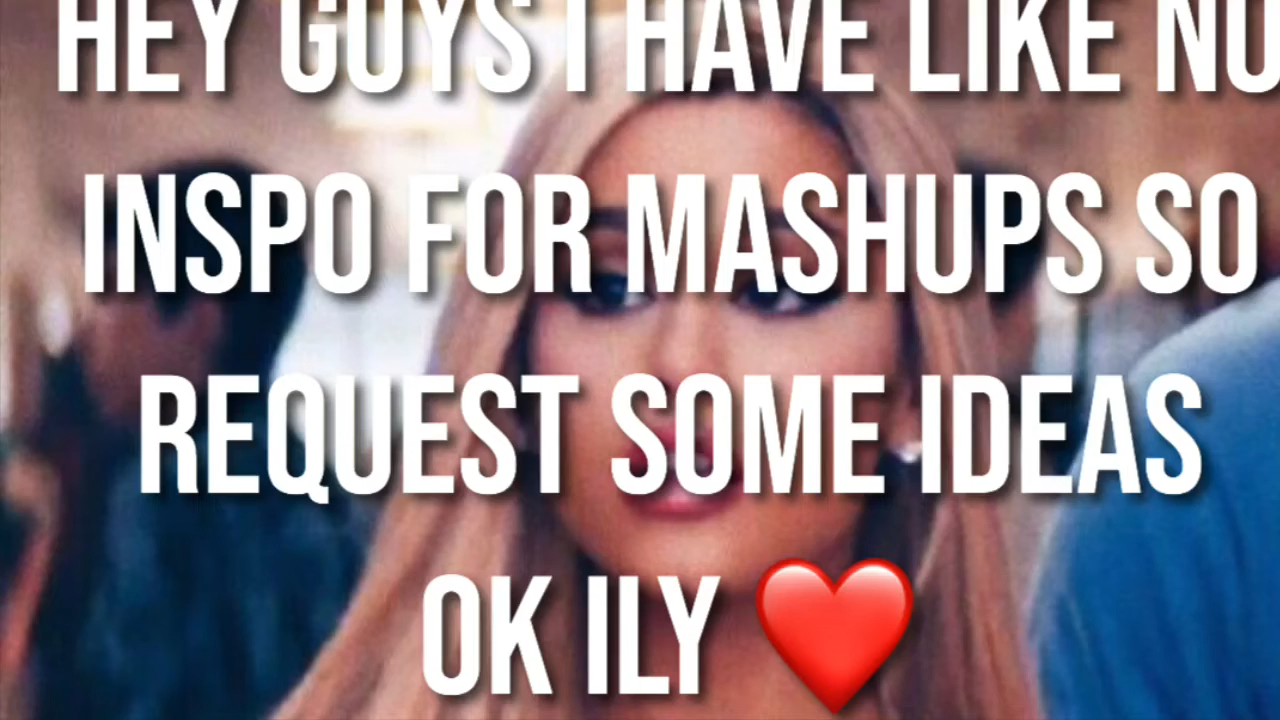 HEY GUYS I HAVE LIKE NO
INSPO FOR MASHUPS SO
REQUEST SOME IDEAS
OK ILY ❤️